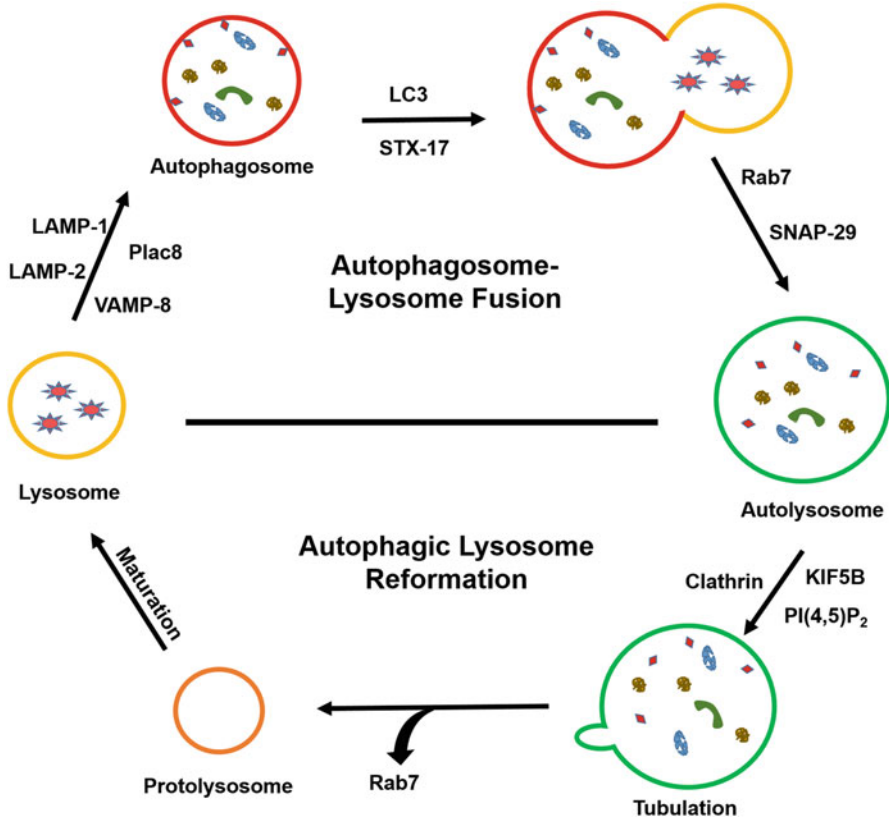 LC3
STX-17
Autophagosome
Rab7
SNAP-29
LAMP-1
Plac8
LAMP-2
VAMP-8
Autophagosome-
Lysosome Fusion
Lysosome
Autolysosome
Autophagic Lysosome
Reformation
Clathrin
KIF5B
PI(4,5)P₂
Maturation
Protolysosome
Rab7
Tubulation